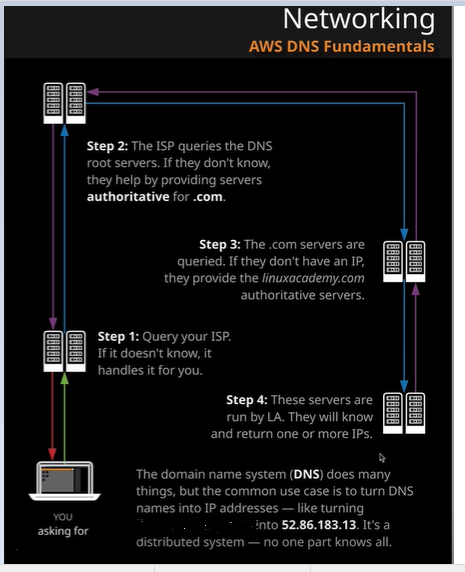 Networking
AWS DNS Fundamentals
Step 2: The ISP queries the DNS
root servers. If they don't know,
they help by providing servers
authoritative for .com.
Step 3: The .com servers are
queried. If they don't have an IP,
they provide the linuxacademy.com
authoritative servers.
Step 1: Query your ISP.
If it doesn't know, it
handles it for you.
Step 4: These servers are
run by LA. They will know
and return one or more IPs.
The domain name system (DNS) does many
things, but the common use case is to turn DNS
names into IP addresses — like turning
into 52.86.183.13. It's a
distributed system — no one part knows all.
YOU
asking for